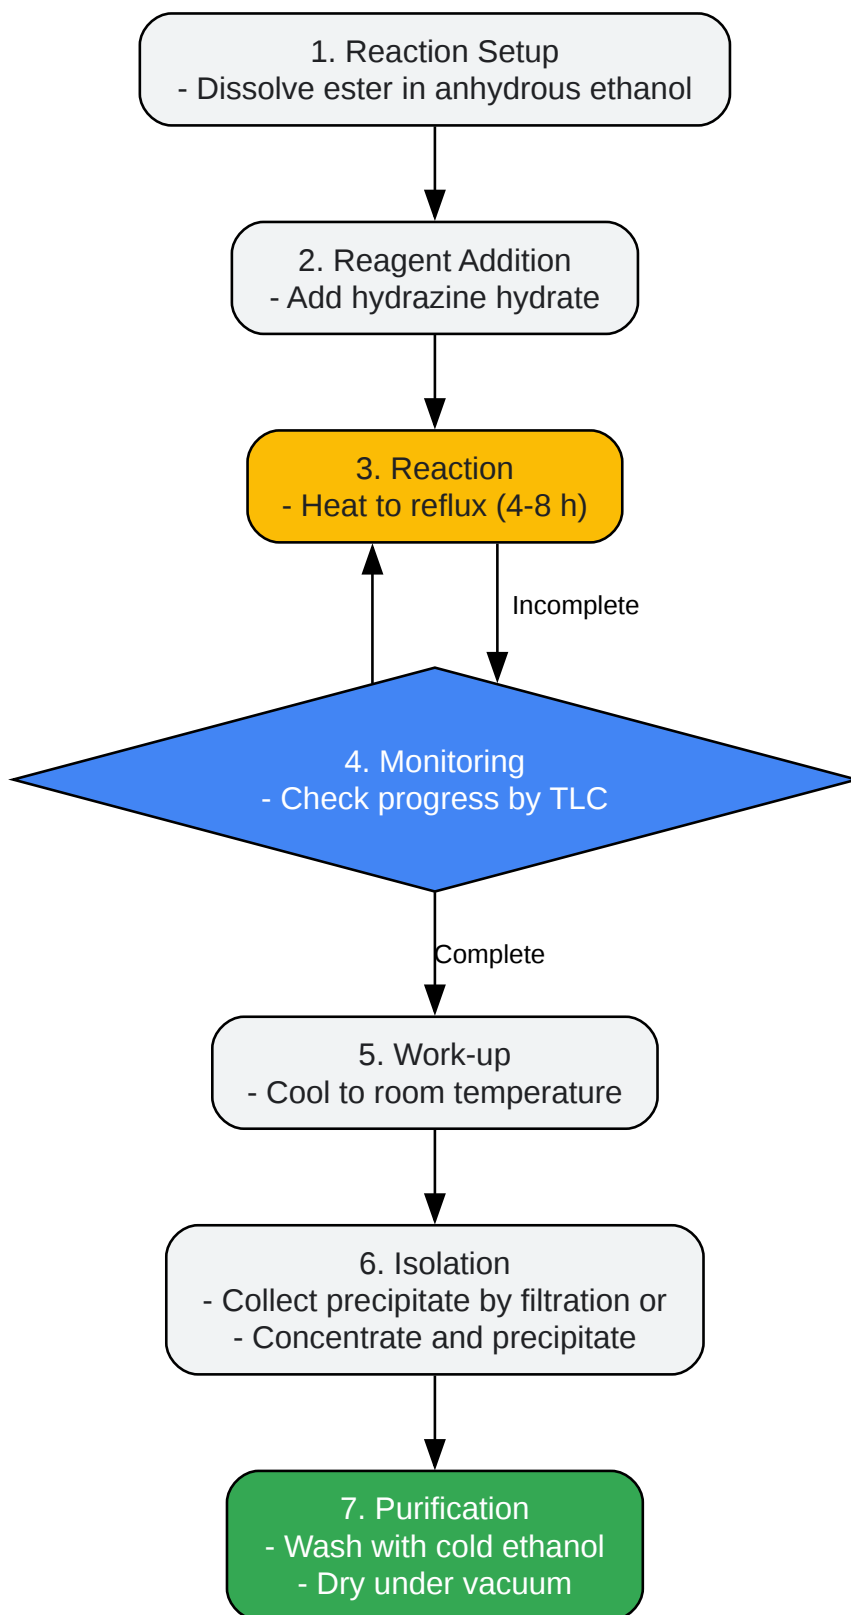 1. Reaction Setup
- Dissolve ester in anhydrous ethanol
2. Reagent Addition
- Add hydrazine hydrate
3. Reaction
- Heat to reflux (4-8 h)
Incomplete
4. Monitoring
- Check progress by TLC
Complete
5. Work-up
- Cool to room temperature
6. Isolation
- Collect precipitate by filtration or
- Concentrate and precipitate
7. Purification
- Wash with cold ethanol
- Dry under vacuum